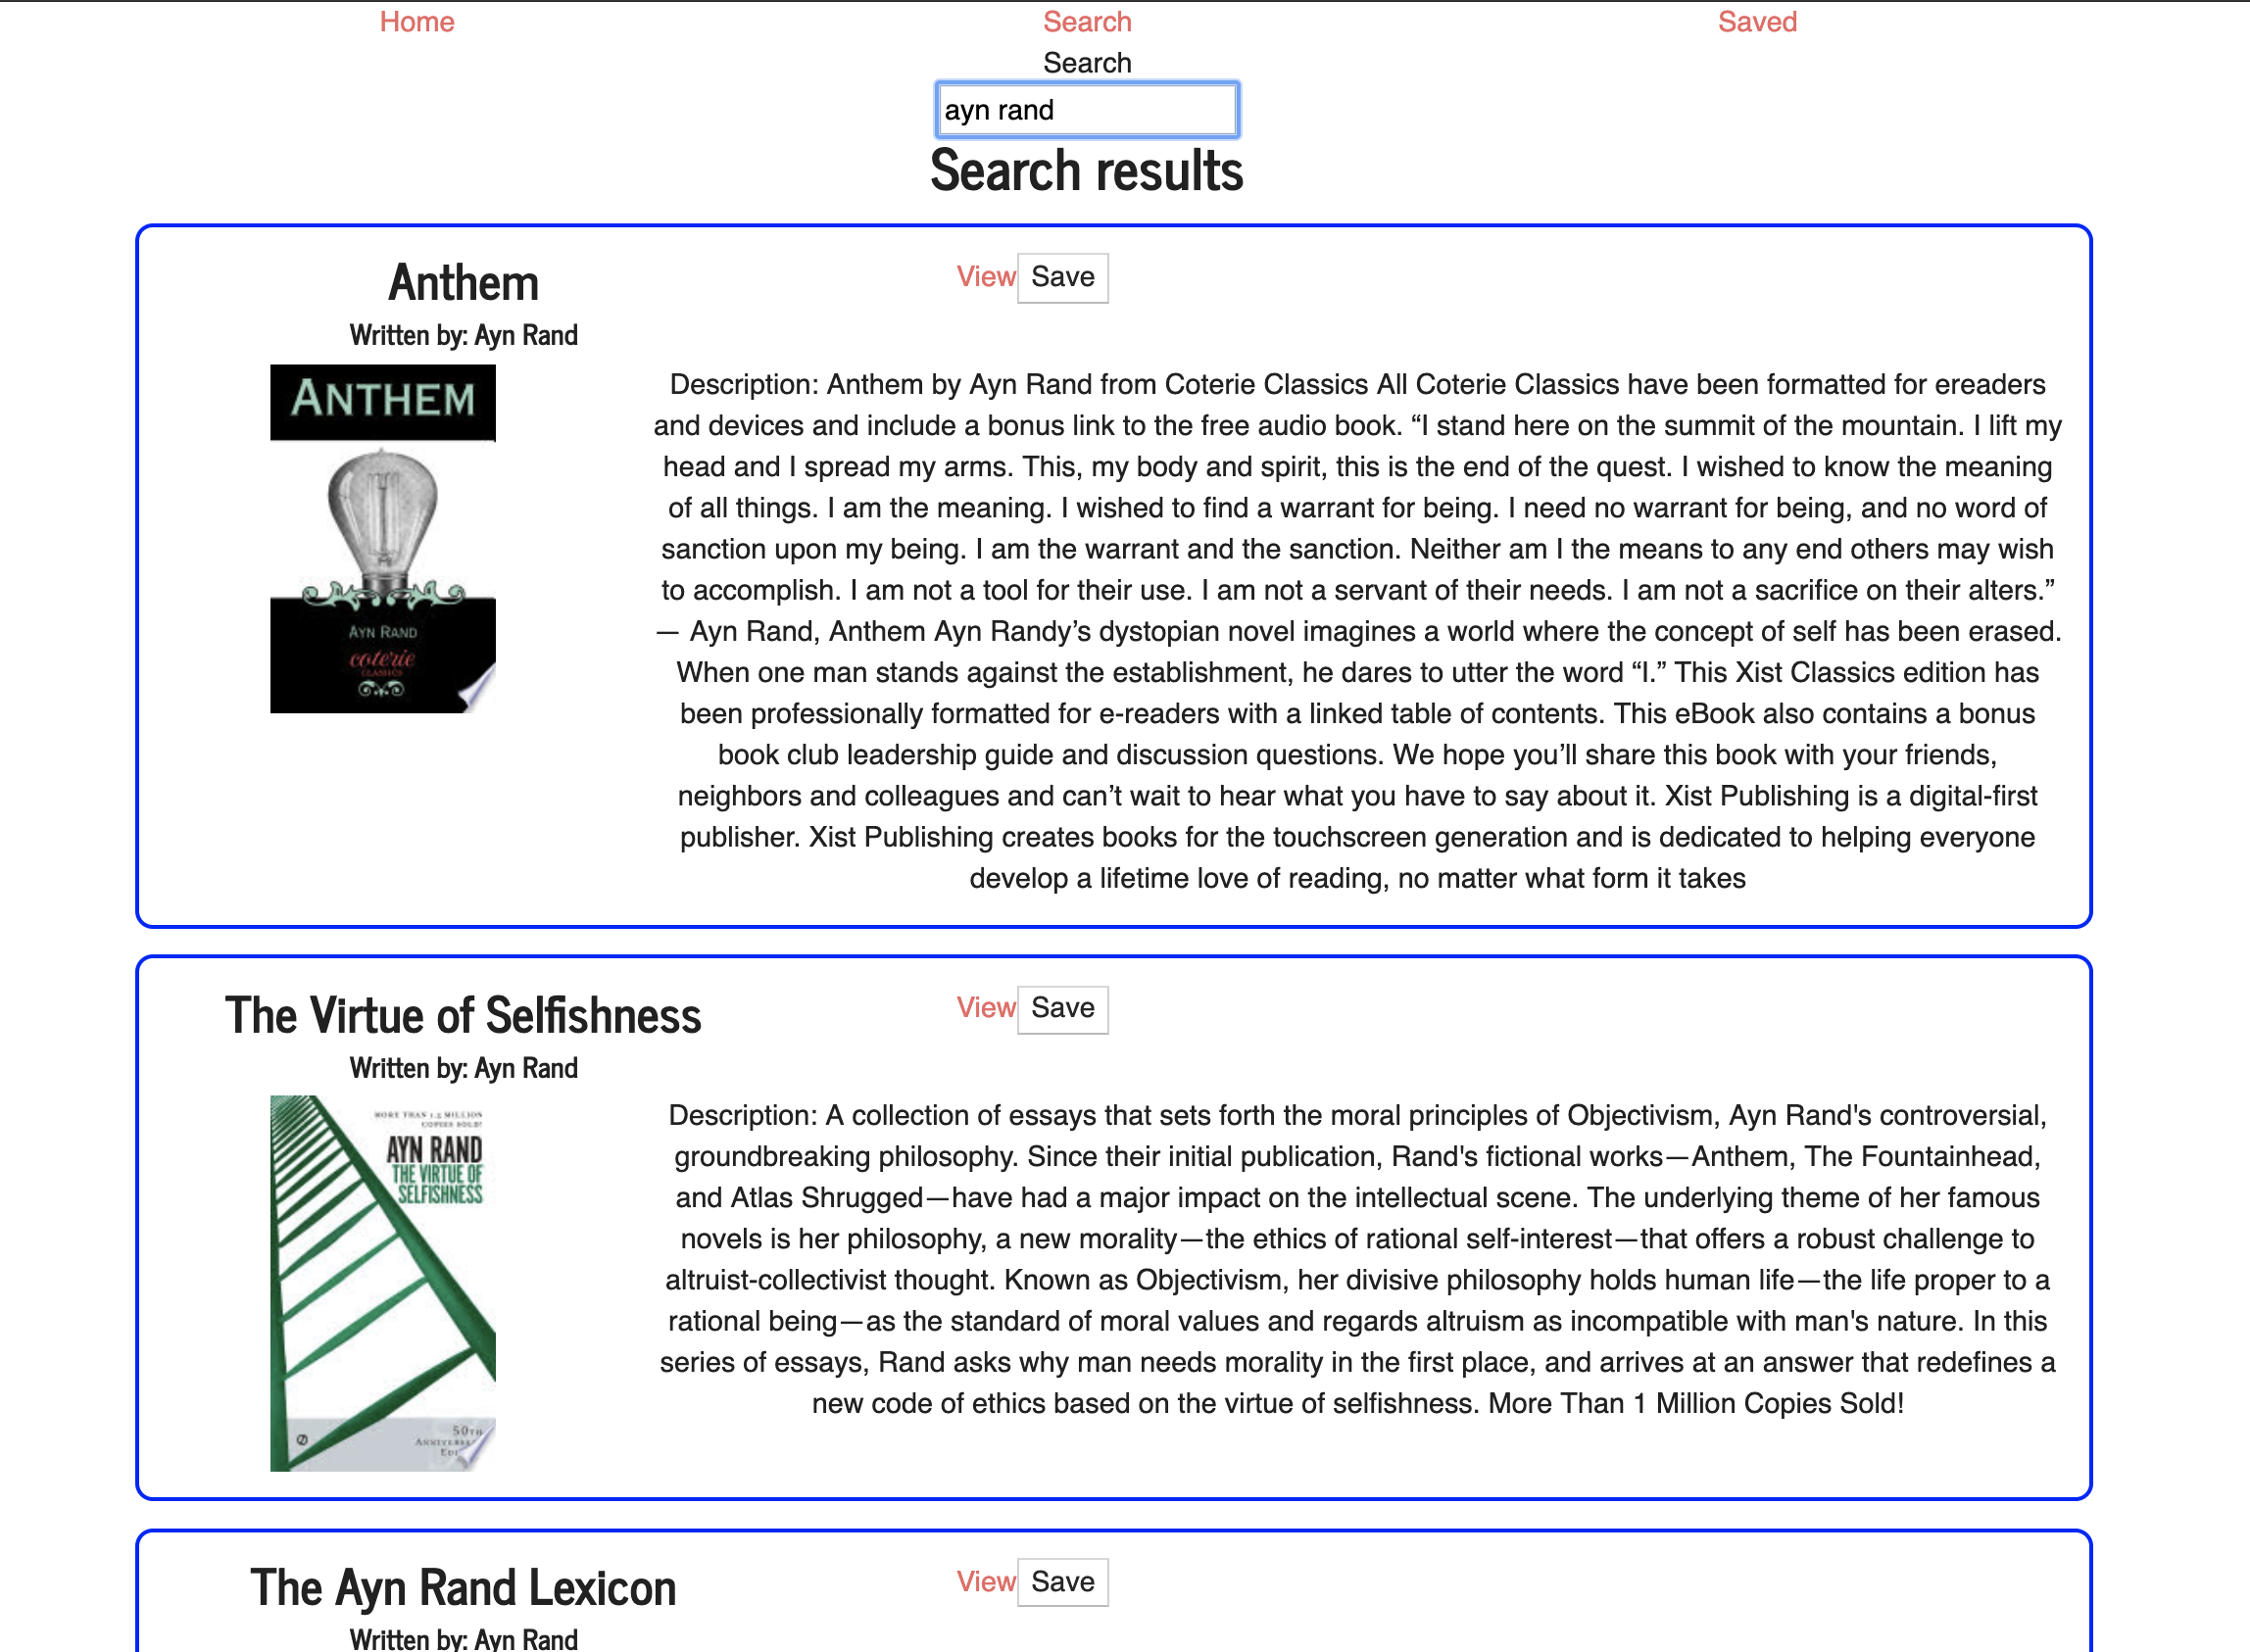 Home
Search
Saved
Search
ayn rand
Search results
Anthem
View Save
Written by: Ayn Rand
ANTHEM
AYN RAND
coterie
CLASSICS
Description: Anthem by Ayn Rand from Coterie Classics All Coterie Classics have been formatted for ereaders
and devices and include a bonus link to the free audio book. “I stand here on the summit of the mountain. I lift my
head and I spread my arms. This, my body and spirit, this is the end of the quest. I wished to know the meaning
of all things. I am the meaning. I wished to find a warrant for being. I need no warrant for being, and no word of
sanction upon my being. I am the warrant and the sanction. Neither am I the means to any end others may wish
to accomplish. I am not a tool for their use. I am not a servant of their needs. I am not a sacrifice on their alters.”
— Ayn Rand, Anthem Ayn Randy’s dystopian novel imagines a world where the concept of self has been erased.
When one man stands against the establishment, he dares to utter the word “I.” This Xist Classics edition has
been professionally formatted for e-readers with a linked table of contents. This eBook also contains a bonus
book club leadership guide and discussion questions. We hope you’ll share this book with your friends,
neighbors and colleagues and can’t wait to hear what you have to say about it. Xist Publishing is a digital-first
publisher. Xist Publishing creates books for the touchscreen generation and is dedicated to helping everyone
develop a lifetime love of reading, no matter what form it takes
The Virtue of Selfishness
View Save
Written by: Ayn Rand
MORE THAN 1.3 MILLION
COPIES SOLD!
AYN RAND
THE VIRTUE OF
SELFISHNESS
50TH
Description: A collection of essays that sets forth the moral principles of Objectivism, Ayn Rand's controversial,
groundbreaking philosophy. Since their initial publication, Rand's fictional works—Anthem, The Fountainhead,
and Atlas Shrugged—have had a major impact on the intellectual scene. The underlying theme of her famous
novels is her philosophy, a new morality—the ethics of rational self-interest—that offers a robust challenge to
altruist-collectivist thought. Known as Objectivism, her divisive philosophy holds human life—the life proper to a
rational being—as the standard of moral values and regards altruism as incompatible with man's nature. In this
series of essays, Rand asks why man needs morality in the first place, and arrives at an answer that redefines a
new code of ethics based on the virtue of selfishness. More Than 1 Million Copies Sold!
The Ayn Rand Lexicon
View Save
Written by: Ayn Rand